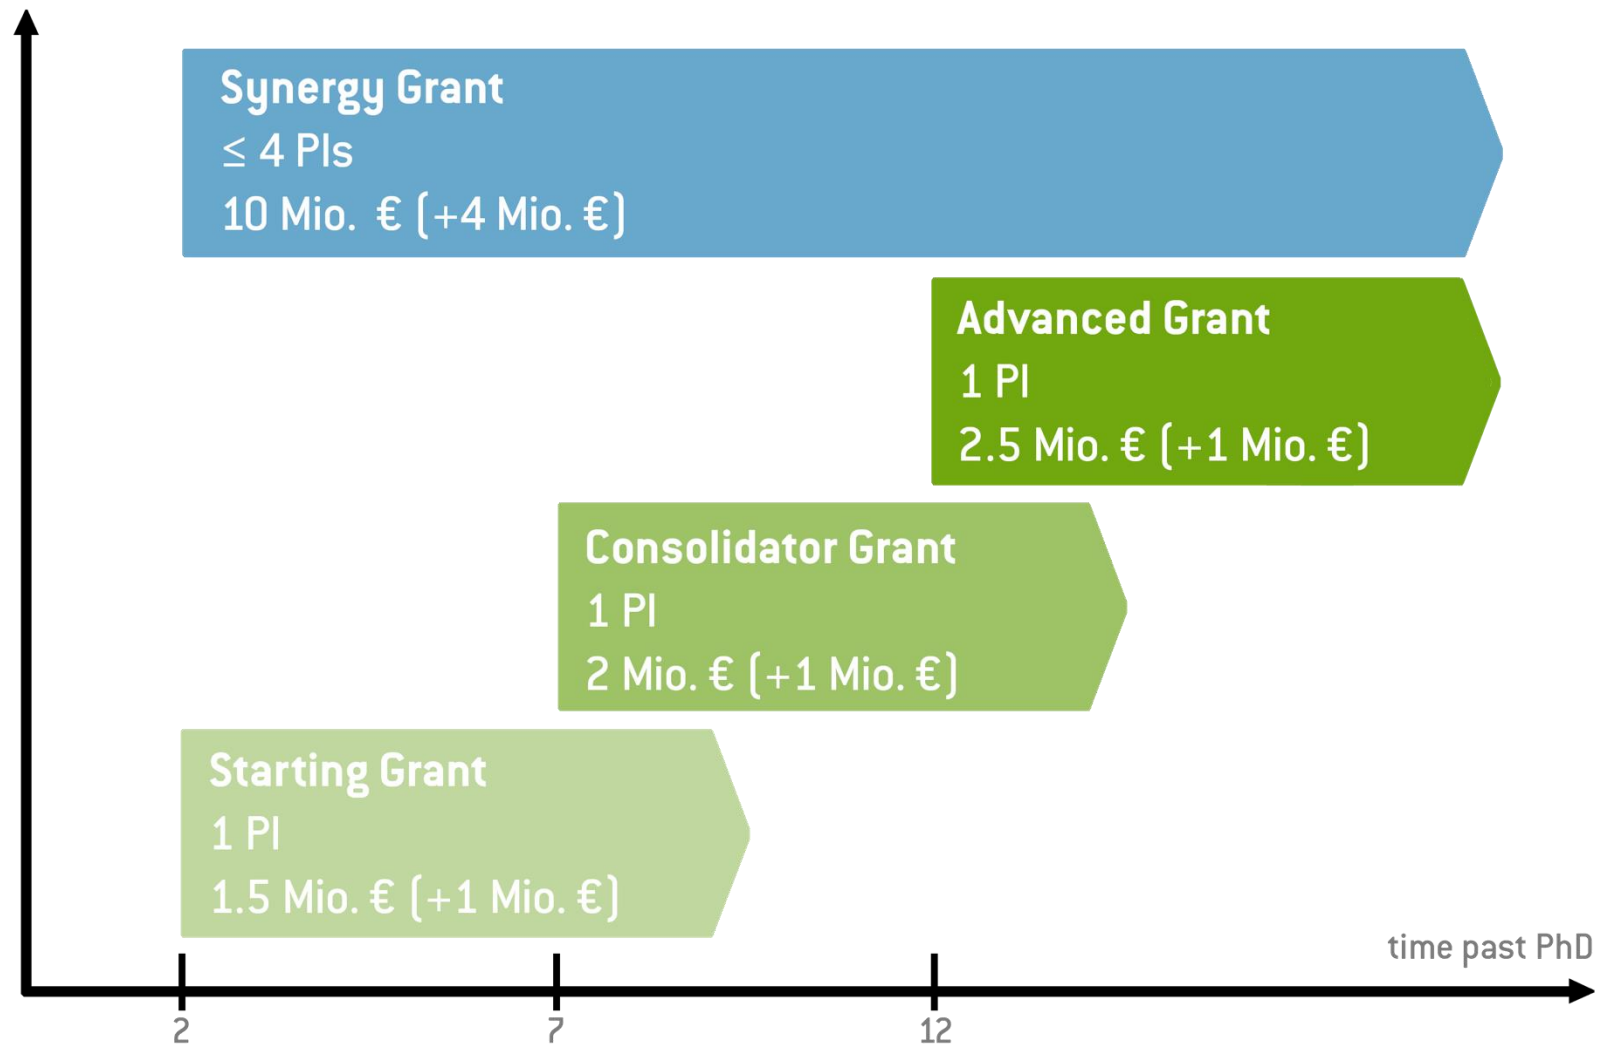 Synergy Grant
≤ 4 PIs
10 Mio. € (+4 Mio. €)
Advanced Grant
1 PI
2.5 Mio. € (+1 Mio. €)
Consolidator Grant
1 PI
2 Mio. € (+1 Mio. €)
Starting Grant
1 PI
1.5 Mio. € (+1 Mio. €)
time past PhD
2
7
12